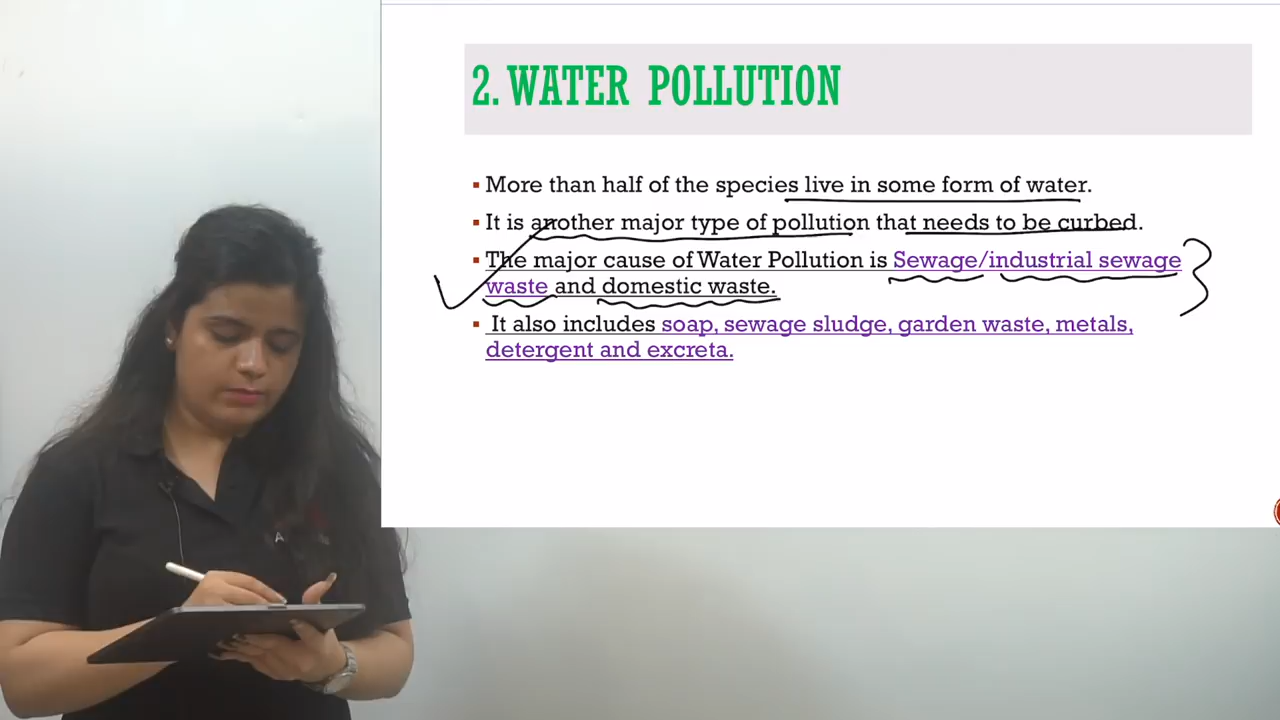 2. WATER POLLUTION
▪ More than half of the species live in some form of water.
▪ It is another major type of pollution that needs to be curbed.
▪ The major cause of Water Pollution is Sewage/industrial sewage
waste and domestic waste.
▪ It also includes soap, sewage sludge, garden waste, metals,
detergent and excreta.